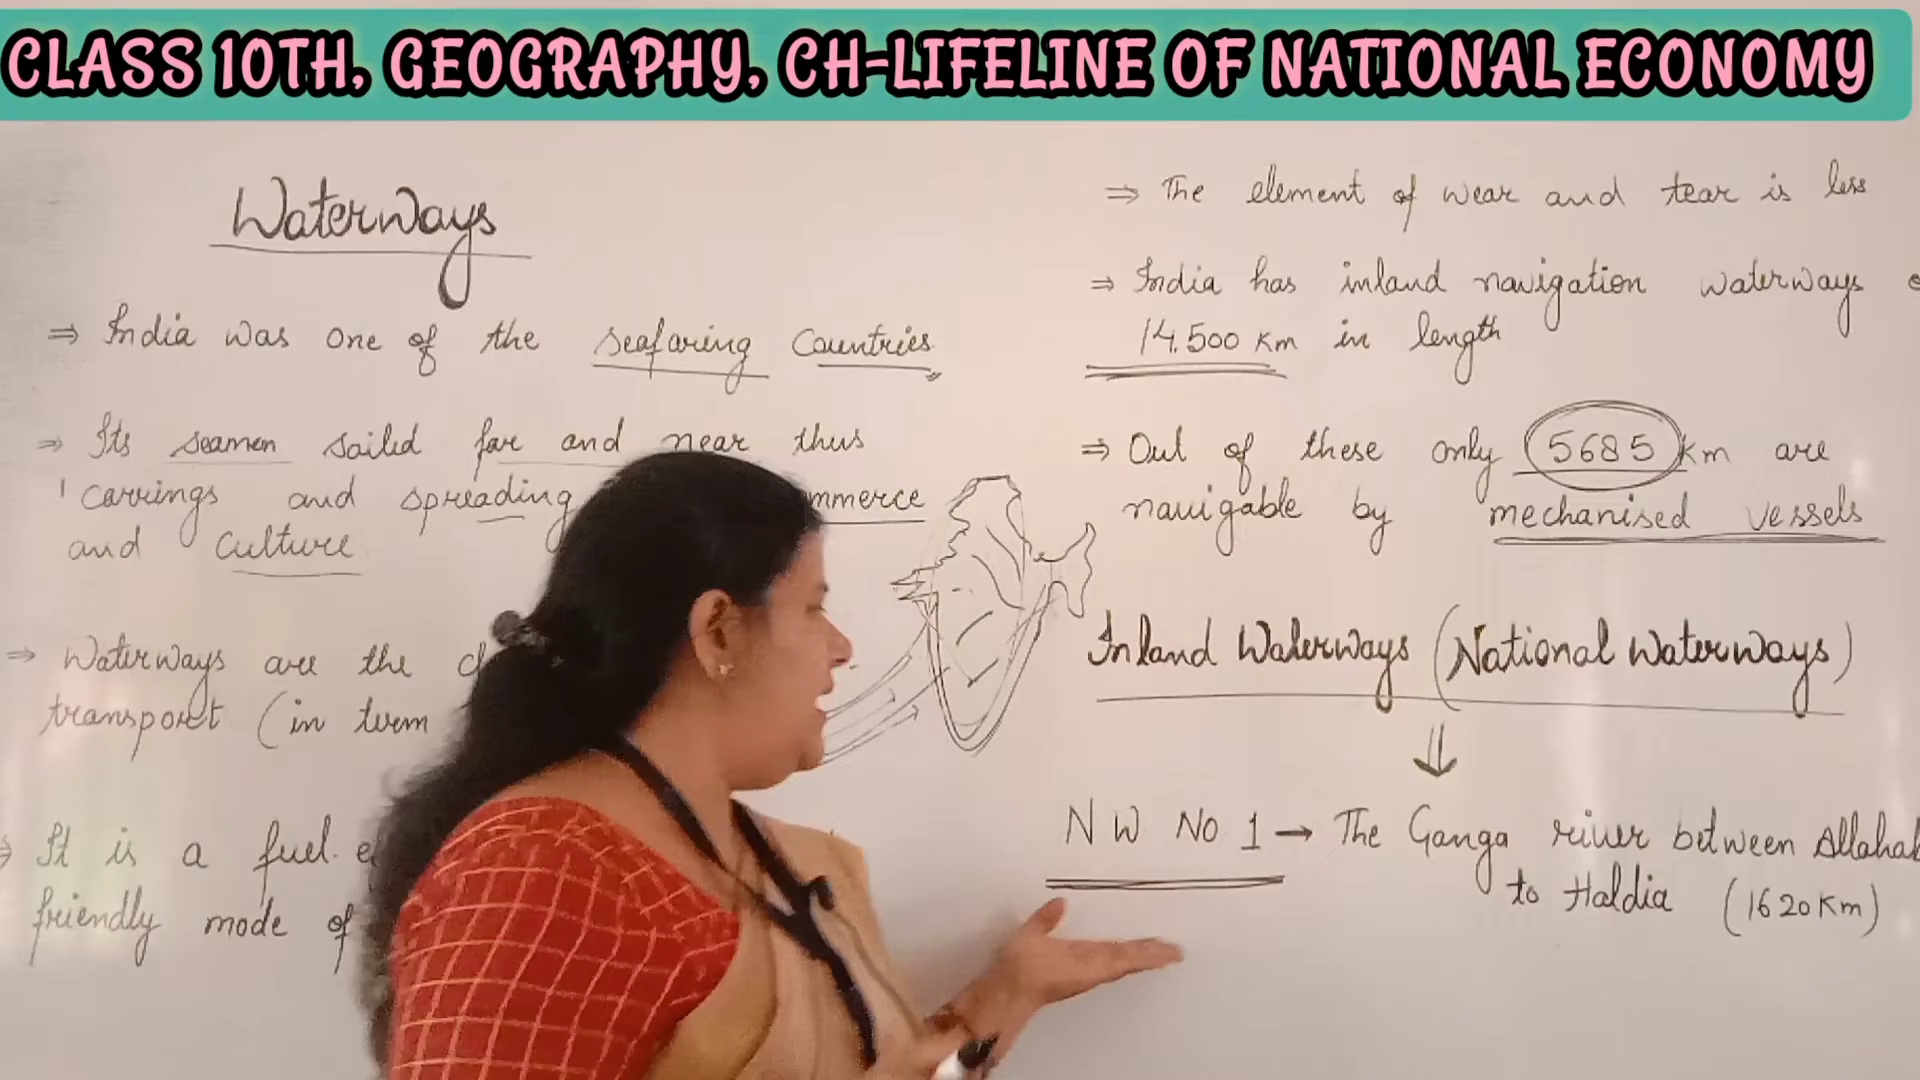 CLASS 10TH, GEOGRAPHY, CH-LIFELINE OF NATIONAL ECONOMY
Waterways
⇒ India was one of the seafaring countries
⇒ Its seamen sailed far and near thus
carrings and spreading
and culture
⇒ Waterways are the
transport (in term
⇒ It is a fuel
friendly mode of
⇒ The element of wear and tear is less
⇒ India has inland navigation waterways
14,500 km in length
⇒ Out of these only 5685 km are
navigable by mechanised vessels
Inland Waterways (National Waterways)
N W No 1 → The Ganga river between
to Haldia (1620 Km)